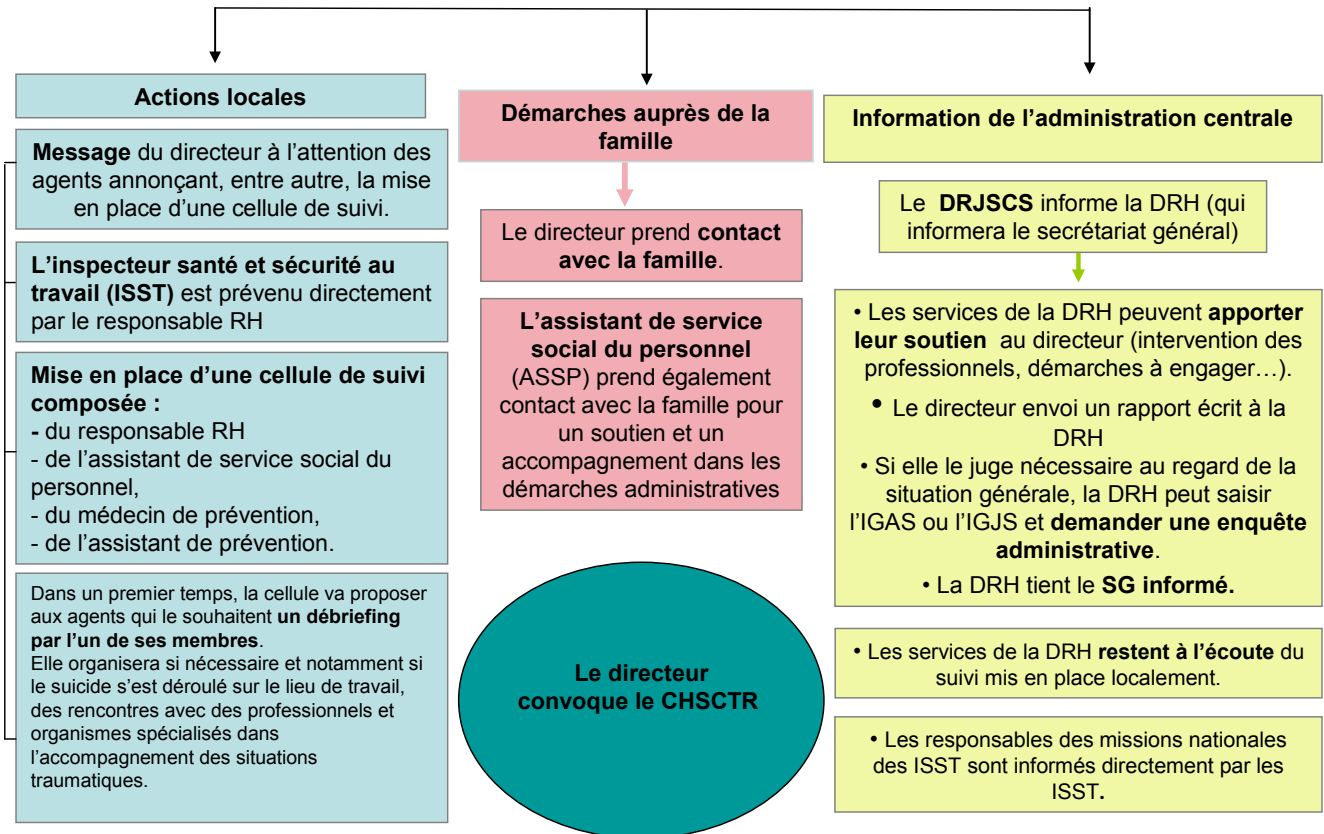 Actions locales
Message du directeur à l’attention des
agents annonçant, entre autre, la mise
en place d’une cellule de suivi.
L’inspecteur santé et sécurité au
travail (ISST) est prévenu directement
par le responsable RH
Mise en place d’une cellule de suivi
composée :
- du responsable RH
- de l’assistant de service social du
personnel,
- du médecin de prévention,
- de l’assistant de prévention.
Dans un premier temps, la cellule va proposer
aux agents qui le souhaitent un débriefing
par l’un de ses membres.
Elle organisera si nécessaire et notamment si
le suicide s’est déroulé sur le lieu de travail,
des rencontres avec des professionnels et
organismes spécialisés dans
l’accompagnement des situations
traumatiques.
Démarches auprès de la
famille
Le directeur prend contact
avec la famille.
L’assistant de service
social du personnel
(ASSP) prend également
contact avec la famille pour
un soutien et un
accompagnement dans les
démarches administratives
Le directeur
convoque le CHSCTR
Information de l’administration centrale
Le DRJSCS informe la DRH (qui
informera le secrétariat général)
• Les services de la DRH peuvent apporter
leur soutien au directeur (intervention des
professionnels, démarches à engager…).
• Le directeur envoi un rapport écrit à la
DRH
• Si elle le juge nécessaire au regard de la
situation générale, la DRH peut saisir
l’IGAS ou l’IGJS et demander une enquête
administrative.
• La DRH tient le SG informé.
• Les services de la DRH restent à l’écoute du
suivi mis en place localement.
• Les responsables des missions nationales
des ISST sont informés directement par les
ISST.